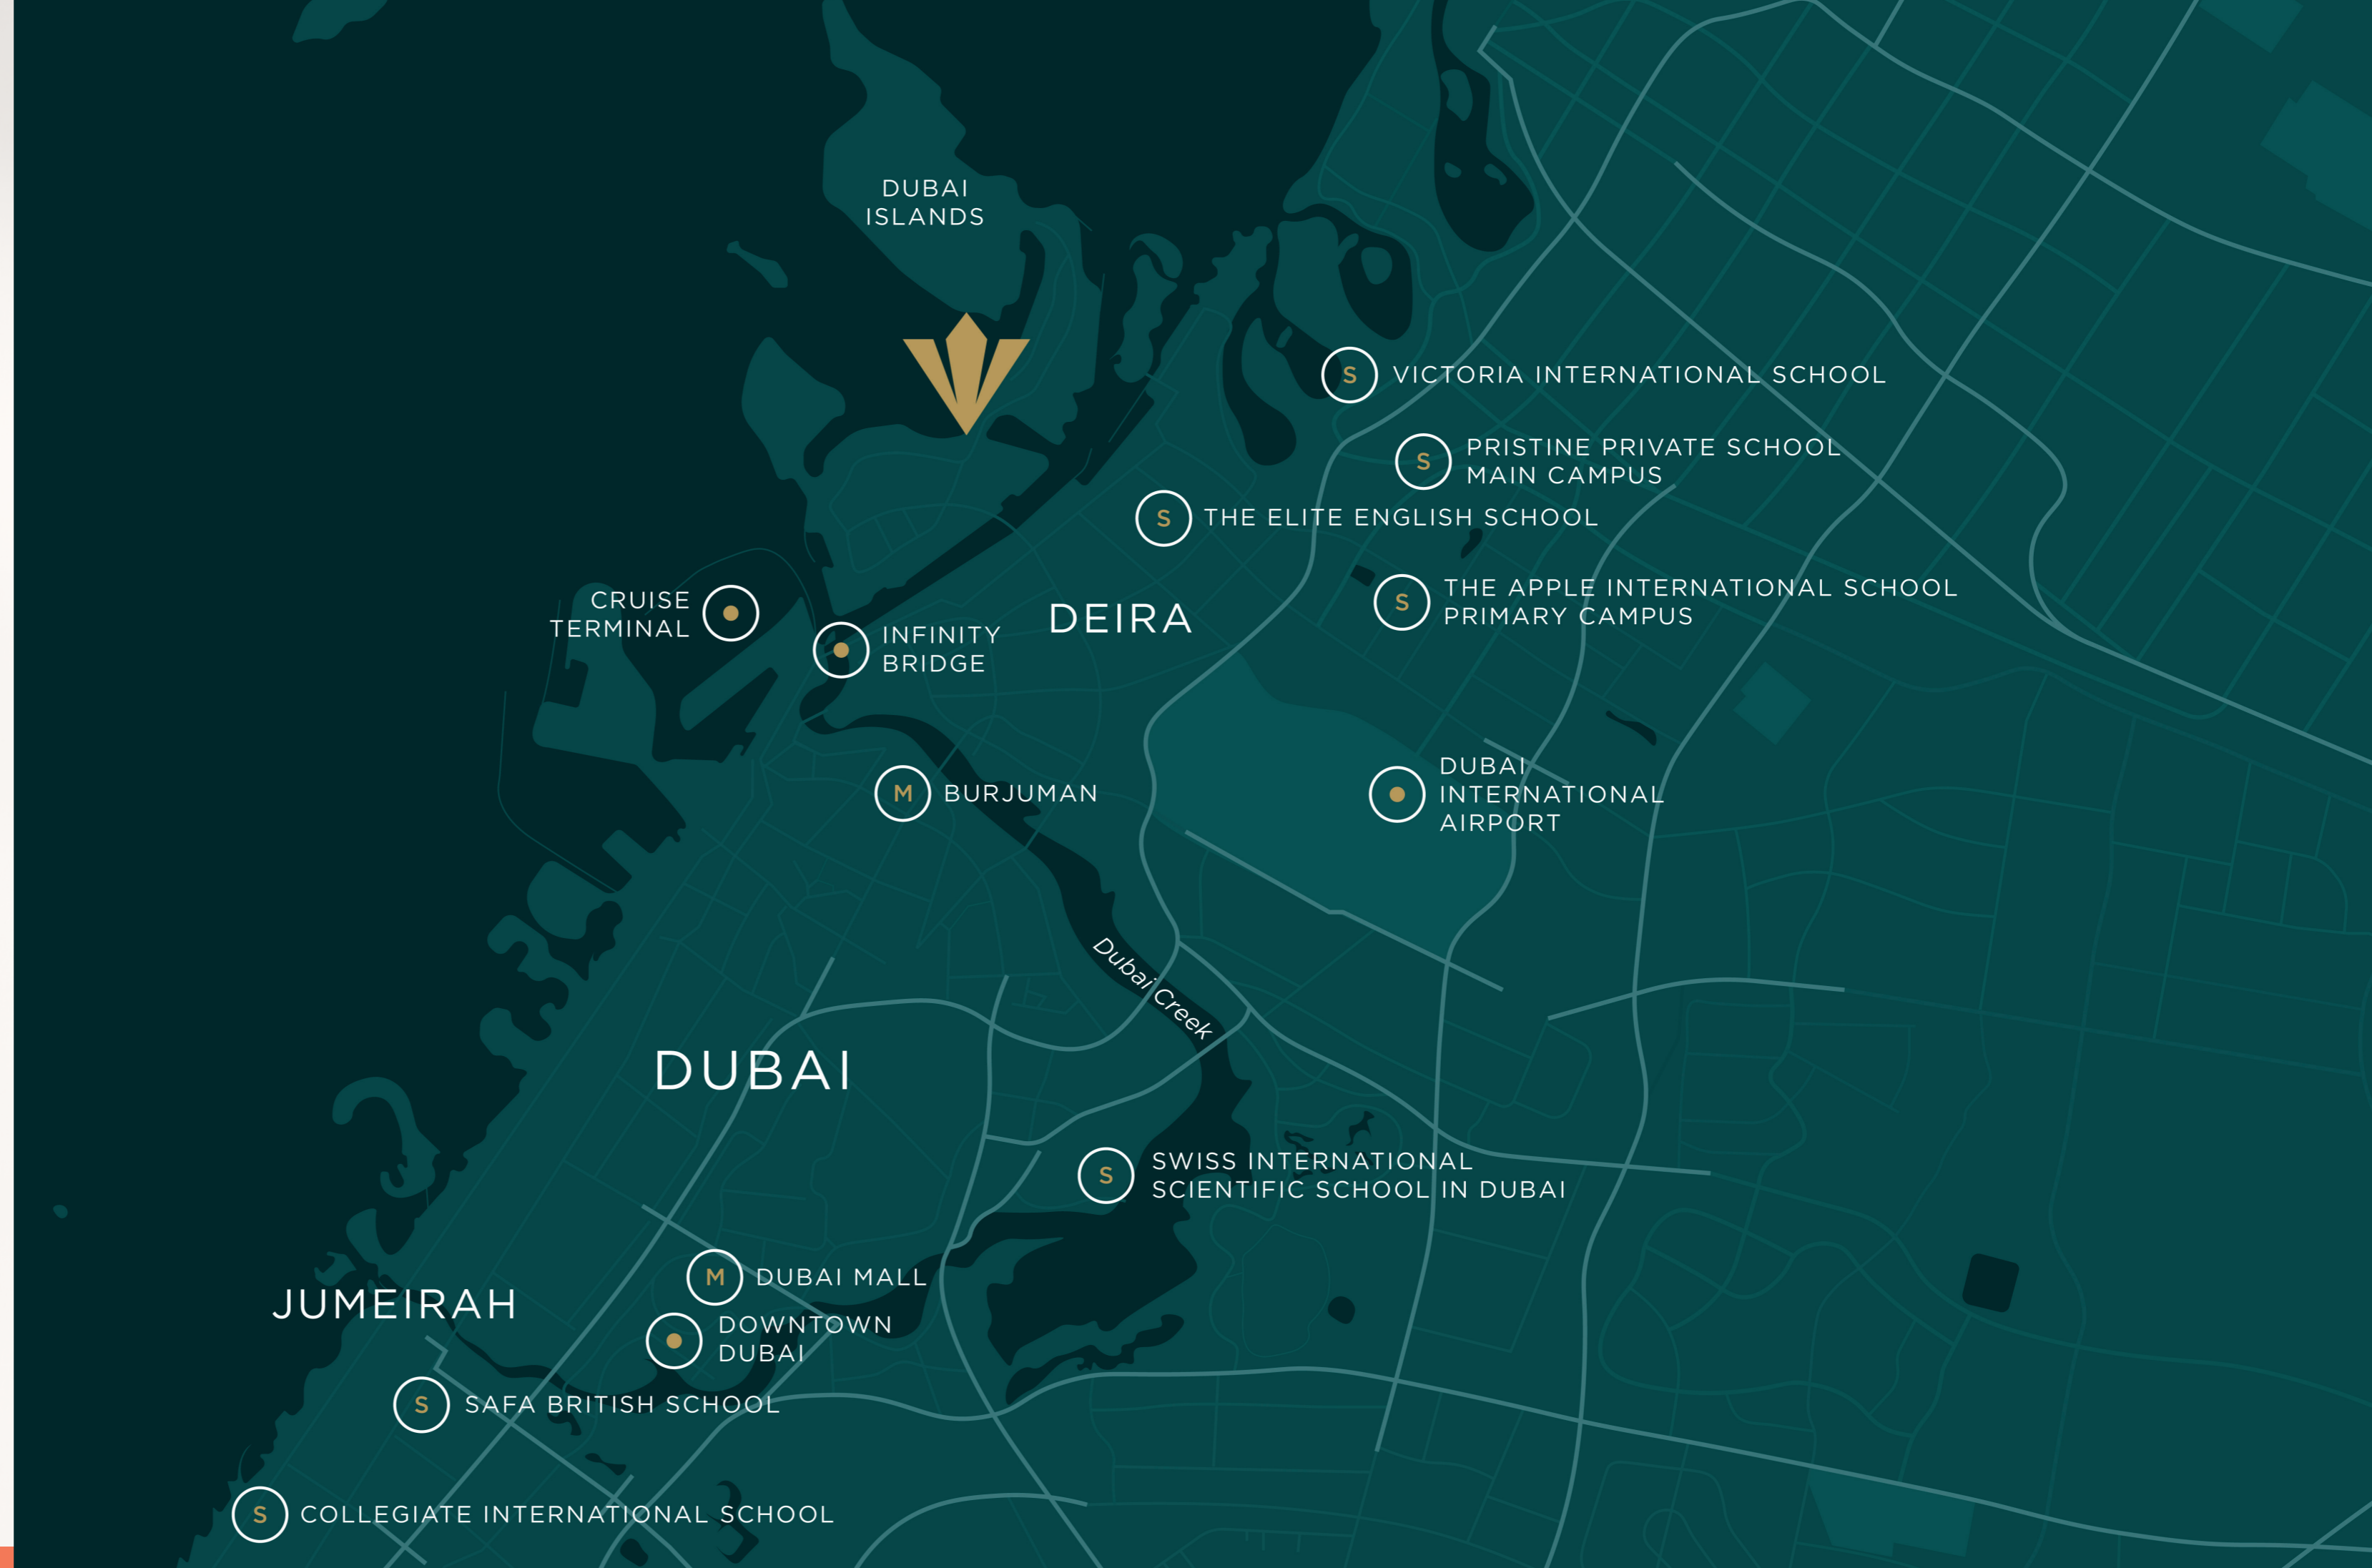 DUBAI
ISLANDS
S
VICTORIA INTERNATIONAL SCHOOL
S
PRISTINE PRIVATE SCHOOL
MAIN CAMPUS
S
THE ELITE ENGLISH SCHOOL
S
THE APPLE INTERNATIONAL SCHOOL
PRIMARY CAMPUS
CRUISE
TERMINAL
DEIRA
INFINITY
BRIDGE
DUBAI
INTERNATIONAL
AIRPORT
M
BURJUMAN
Dubai Creek
DUBAI
S
SWISS INTERNATIONAL
SCIENTIFIC SCHOOL IN DUBAI
M
DUBAI MALL
JUMEIRAH
DOWNTOWN
DUBAI
S
SAFA BRITISH SCHOOL
S
COLLEGIATE INTERNATIONAL SCHOOL